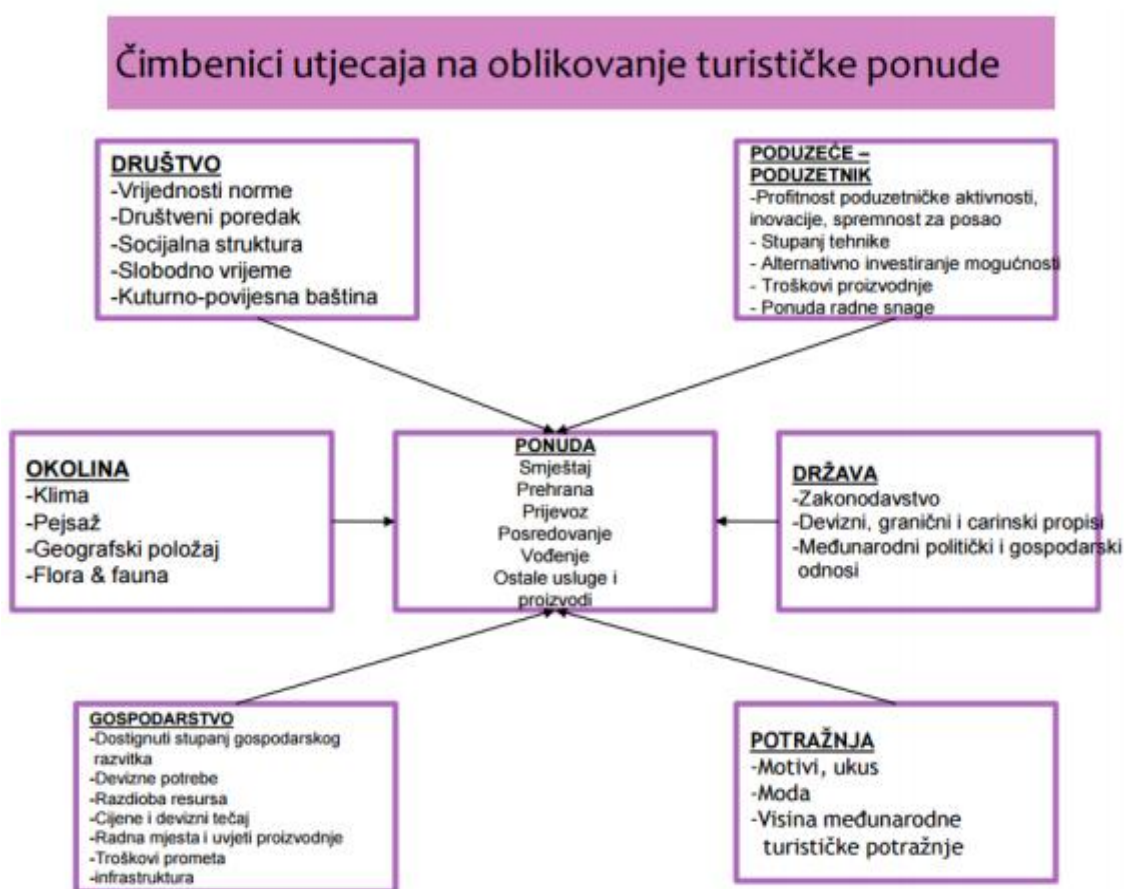 Čimbenici utjecaja na oblikovanje turističke ponude
DRUŠTVO
-Vrijednosti norme
-Društveni poredak
-Socijalna struktura
-Slobodno vrijeme
-Kuturno-povijesna baština
PODUZEĆE –
PODUZETNIK
-Profitnost poduzetničke aktivnosti,
inovacije, spremnost za posao
- Stupanj tehnike
- Alternativno investiranje mogućnosti
- Troškovi proizvodnje
- Ponuda radne snage
OKOLINA
-Klima
-Pejsaž
-Geografski položaj
-Flora & fauna
PONUDA
Smještaj
Prehrana
Prijevoz
Posredovanje
Vođenje
Ostale usluge i
proizvodi
DRŽAVA
-Zakonodavstvo
-Devizni, granični i carinski propisi
-Međunarodni politički i gospodarski
odnosi
GOSPODARSTVO
-Dostignuti stupanj gospodarskog
razvitka
-Devizne potrebe
-Razdioba resursa
-Cijene i devizni tečaj
-Radna mjesta i uvjeti proizvodnje
-Troškovi prometa
-infrastruktura
POTRAŽNJA
-Motivi, ukus
-Moda
-Visina međunarodne
turističke potražnje